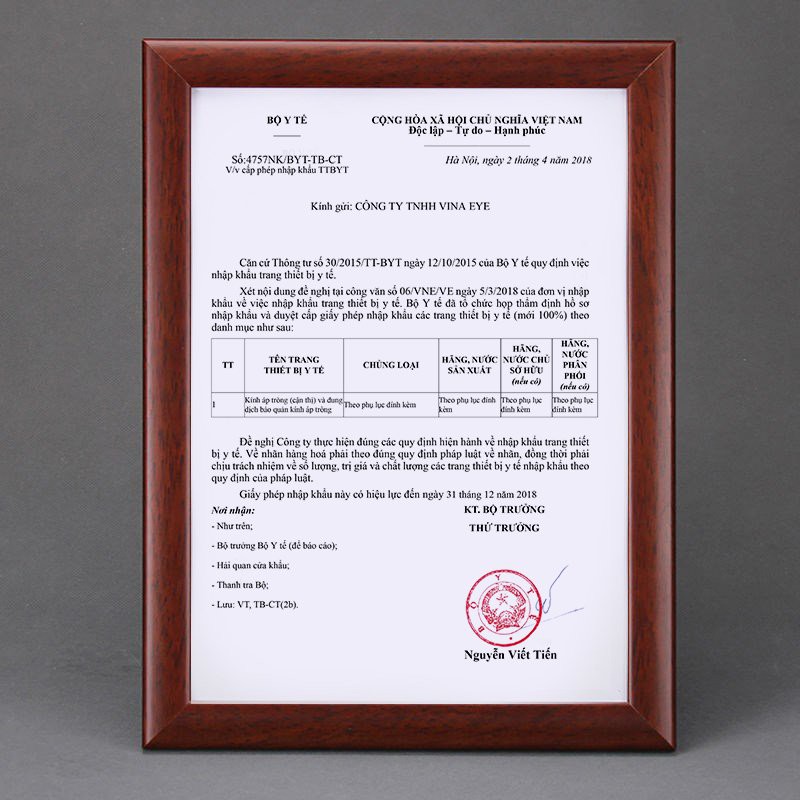 BỘ Y TẾ
CỘNG HÒA XÃ HỘI CHỦ NGHĨA VIỆT NAM
Độc lập – Tự do – Hạnh phúc
Số:4757NK/BYT-TB-CT
V/v cấp phép nhập khẩu TTBYT
Hà Nội, ngày 2 tháng 4 năm 2018
Kính gửi: CÔNG TY TNHH VINA EYE
Căn cứ Thông tư số 30/2015/TT-BYT ngày 12/10/2015 của Bộ Y tế quy định việc
nhập khẩu trang thiết bị y tế.
Xét nội dung đề nghị tại công văn số 06/VNE/VE ngày 5/3/2018 của đơn vị nhập
khẩu về việc nhập khẩu trang thiết bị y tế. Bộ Y tế đã tổ chức họp thẩm định hồ sơ
nhập khẩu và duyệt cấp giấy phép nhập khẩu các trang thiết bị y tế (mới 100%) theo
danh mục như sau:
TT
TÊN TRANG
THIẾT BỊ Y TẾ
CHỦNG LOẠI
HÃNG, NƯỚC
SẢN XUẤT
HÃNG,
NƯỚC CHỦ
SỞ HỮU
(nếu có)
HÃNG,
NƯỚC
PHÂN
PHỐI
(nếu có)
1
Kính áp tròng (cận thị) và dung
dịch bảo quản kính áp tròng
Theo phụ lục đính kèm
Theo phụ lục đính
kèm
Theo phụ lục
đính kèm
Theo phụ lục
đính kèm
Đề nghị Công ty thực hiện đúng các quy định hiện hành về nhập khẩu trang thiết
bị y tế. Về nhãn hàng hoá phải theo đúng quy định pháp luật về nhãn, đồng thời phải
chịu trách nhiệm về số lượng, trị giá và chất lượng các trang thiết bị y tế nhập khẩu theo
quy định của pháp luật.
Giấy phép nhập khẩu này có hiệu lực đến ngày 31 tháng 12 năm 2018
Nơi nhận:
- Như trên;
- Bộ trưởng Bộ Y tế (để báo cáo);
- Hải quan cửa khẩu;
- Thanh tra Bộ;
- Lưu: VT, TB-CT(2b).
KT. BỘ TRƯỞNG
THỨ TRƯỞNG
BỘ Y TẾ
Nguyễn Viết Tiến